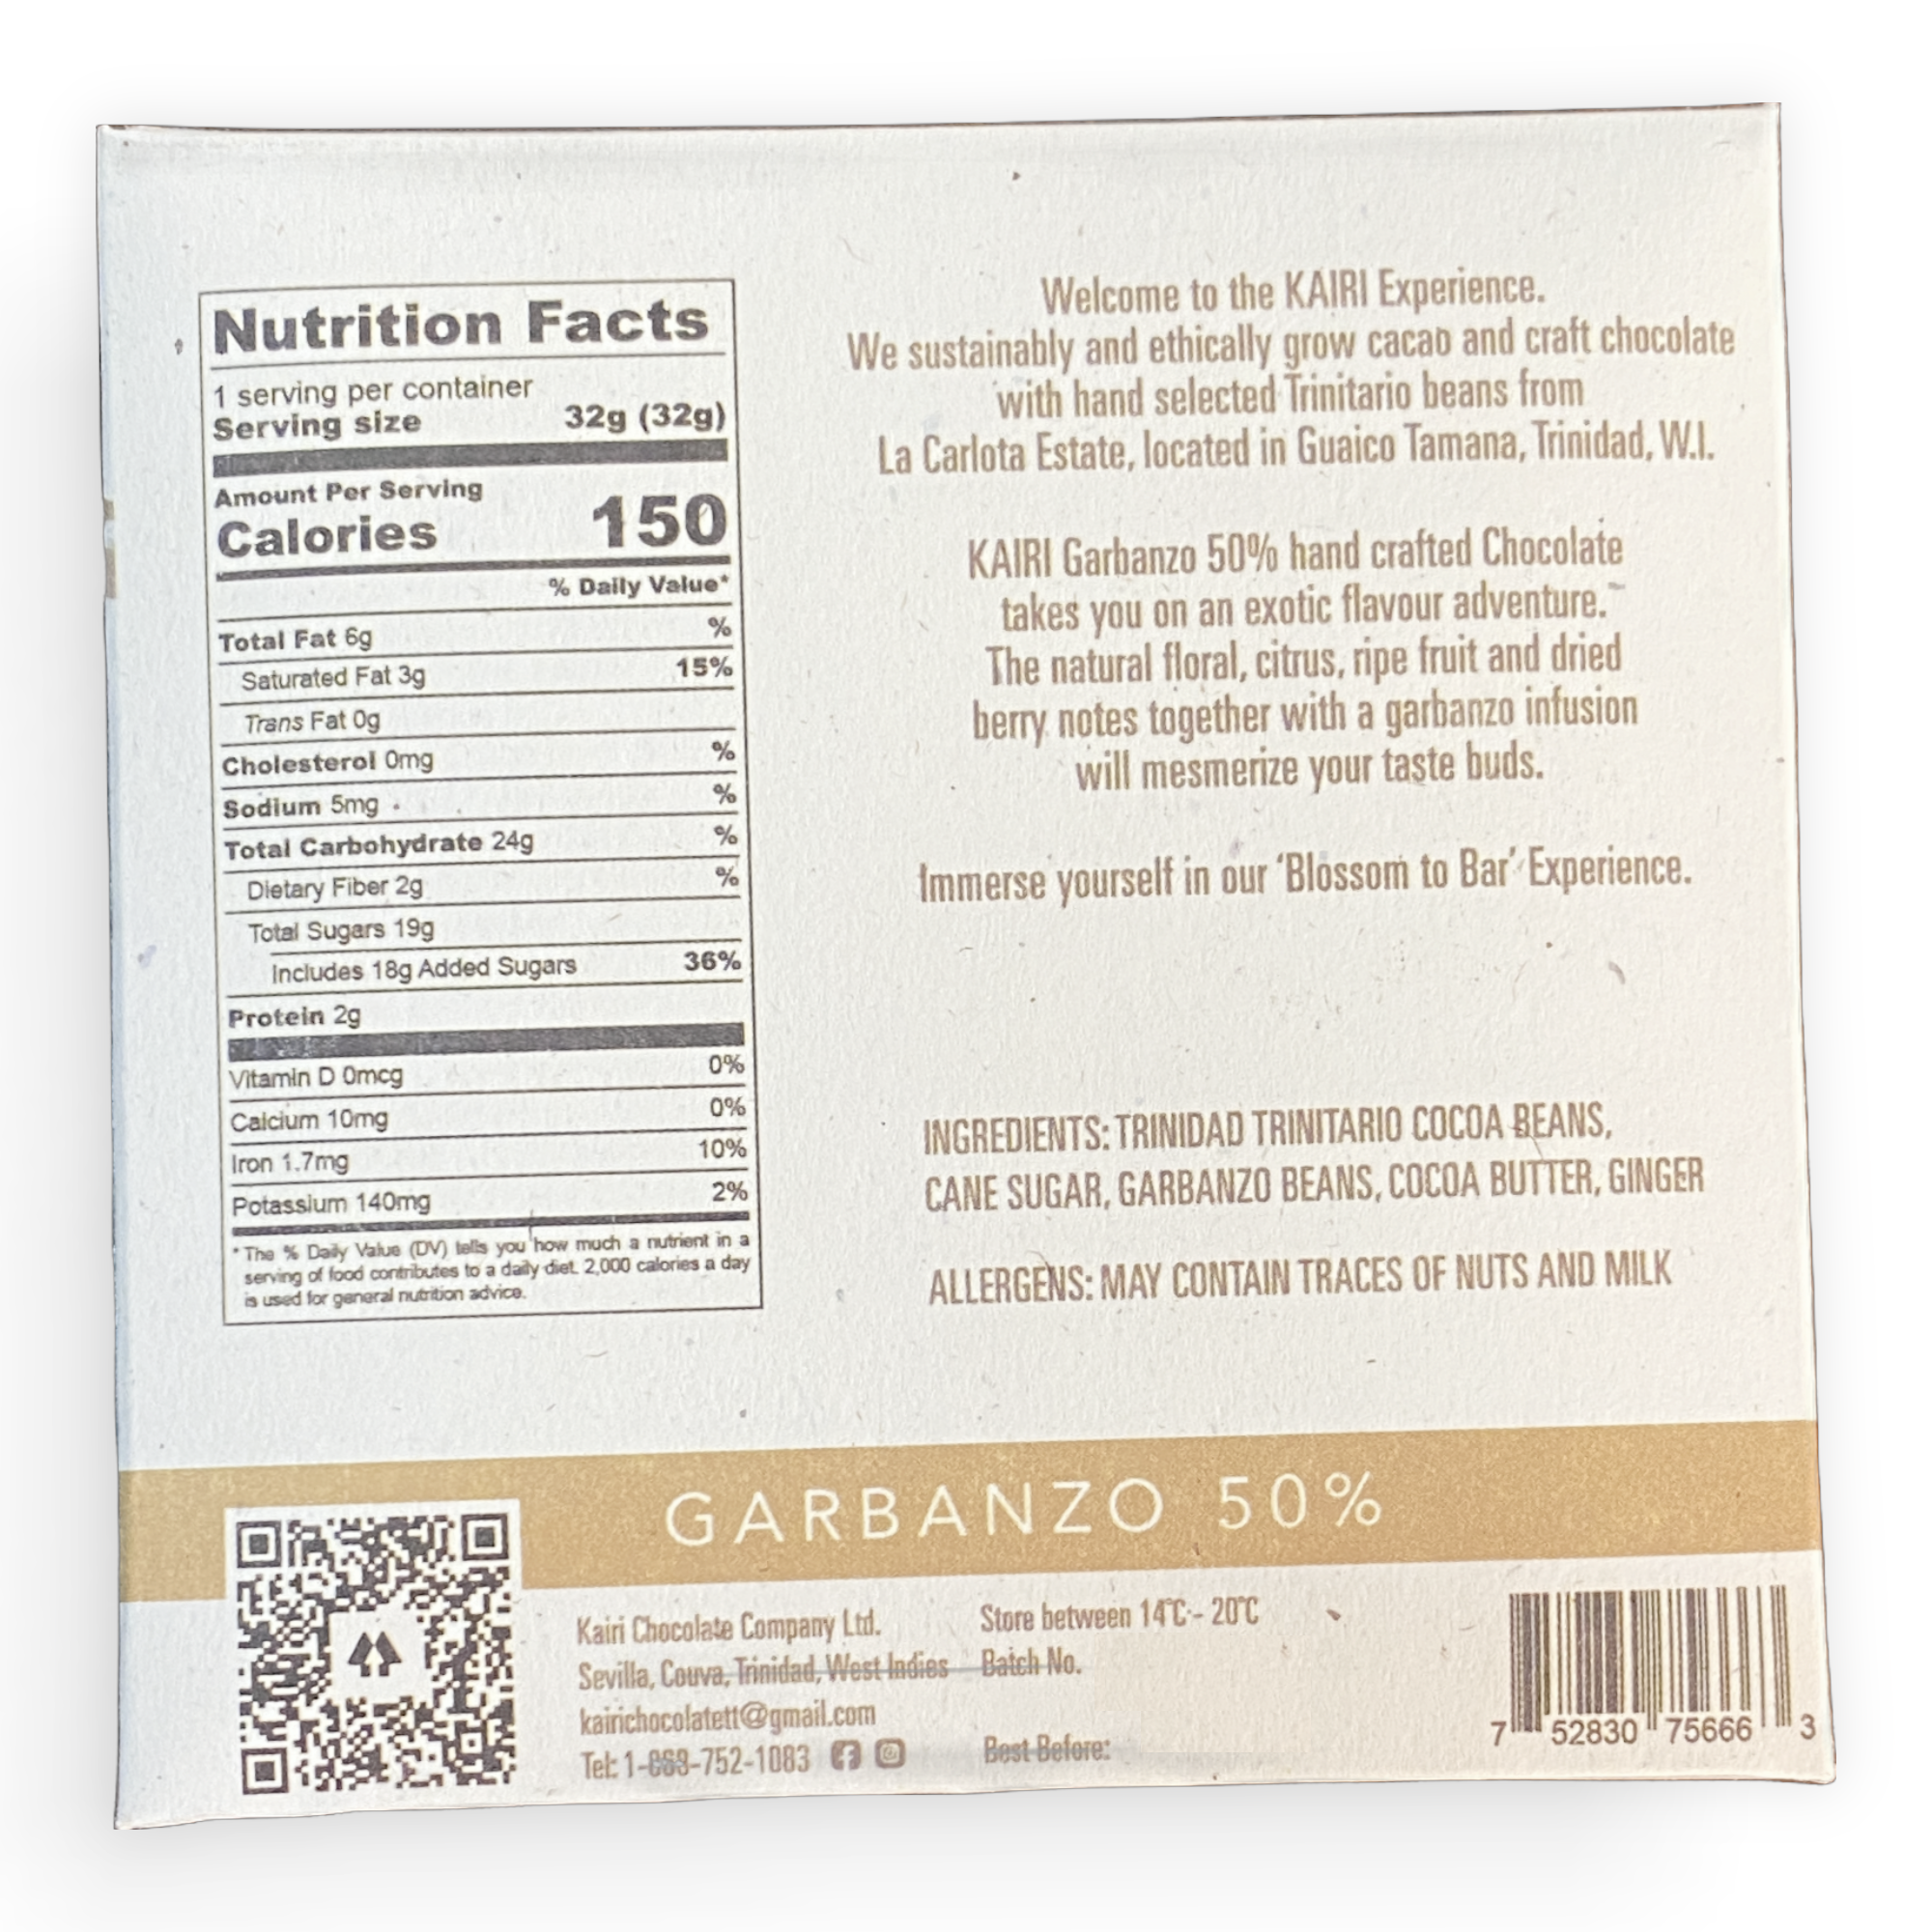 Nutrition Facts
1 serving per container
Serving size 32g (32g)
Amount Per Serving
Calories 150
% Daily Value*
Total Fat 6g %
Saturated Fat 3g 15%
Trans Fat 0g
Cholesterol 0mg %
Sodium 5mg %
Total Carbohydrate 24g %
Dietary Fiber 2g %
Total Sugars 19g
Includes 18g Added Sugars 36%
Protein 2g
Vitamin D 0mcg 0%
Calcium 10mg 0%
Iron 1.7mg 10%
Potassium 140mg 2%
*The % Daily Value (DV) tells you how much a nutrient in a
serving of food contributes to a daily diet. 2,000 calories a day
is used for general nutrition advice.
Welcome to the KAIRI Experience.
We sustainably and ethically grow cacao and craft chocolate
with hand selected Trinitario beans from
La Carlota Estate, located in Guaico Tamana, Trinidad, W.I.
KAIRI Garbanzo 50% hand crafted Chocolate
takes you on an exotic flavour adventure.
The natural floral, citrus, ripe fruit and dried
berry notes together with a garbanzo infusion
will mesmerize your taste buds.
Immerse yourself in our ‘Blossom to Bar’ Experience.
INGREDIENTS: TRINIDAD TRINITARIO COCOA BEANS,
CANE SUGAR, GARBANZO BEANS, COCOA BUTTER, GINGER
ALLERGENS: MAY CONTAIN TRACES OF NUTS AND MILK
GARBANZO 50%
Kairi Chocolate Company Ltd.
Sevilla, Couva, Trinidad, West Indies
kairichocolatett@gmail.com
Tel: 1-868-752-1083
Store between 14°C - 20°C
Batch No.
Best Before:
7 52830 75666 3